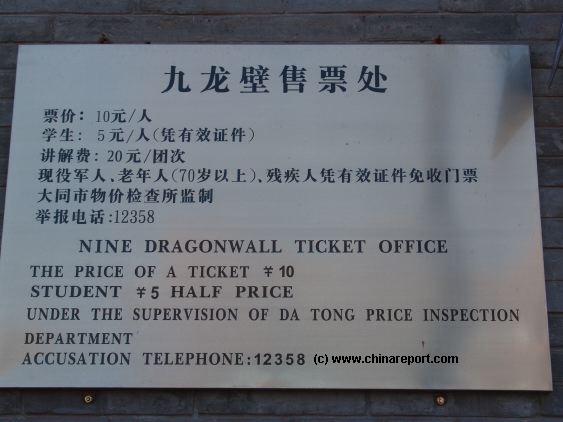 九龙壁售票处
票价: 10元/人
学生: 5元/人(凭有效证件)
讲解费: 20元/团次
现役军人、老年人(70岁以上)、残疾人凭有效证件免收门票
大同市物价检查所监制
举报电话:12358
NINE DRAGONWALL TICKET OFFICE
THE PRICE OF A TICKET ¥10
STUDENT ¥5 HALF PRICE
UNDER THE SUPERVISION OF DA TONG PRICE INSPECTION
DEPARTMENT
ACCUSATION TELEPHONE:12358 (c) www.chinareport.com